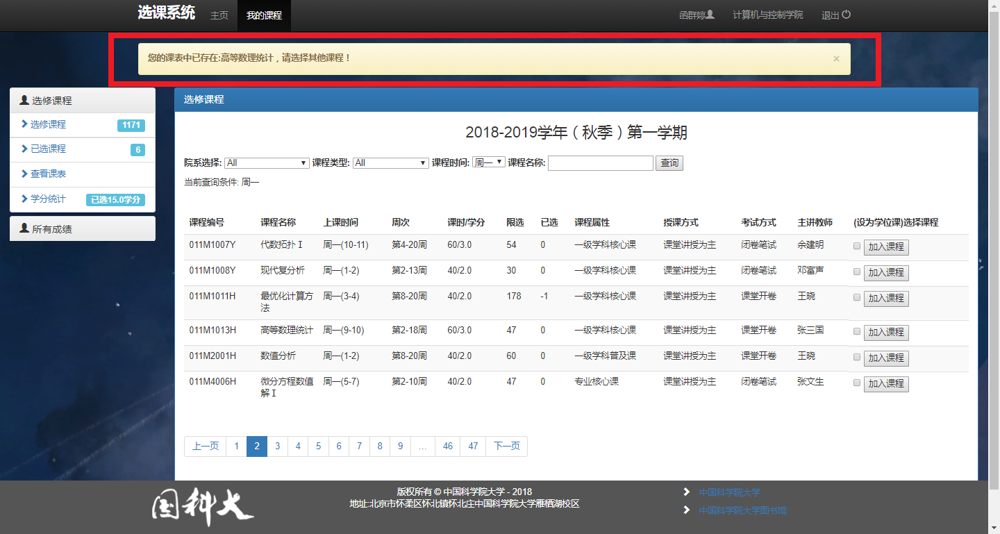 选课系统 主页 我的课程 函群婷 计算机与控制学院 退出
您的课表中已存在:高等数理统计，请选择其他课程！ ×
选修课程
选修课程 1171
已选课程 6
查看课表
学分统计 已选15.0学分
所有成绩
选修课程
2018-2019学年（秋季）第一学期
院系选择: All 课程类型: All 课程时间: 周一 课程名称: 查询
当前查询条件: 周一
课程编号 课程名称 上课时间 周次 课时/学分 限选 已选 课程属性 授课方式 考试方式 主讲教师 (设为学位课)选择课程
011M1007Y 代数拓扑 I 周一(10-11) 第4-20周 60/3.0 54 0 一级学科核心课 课堂讲授为主 闭卷笔试 余建明 加入课程
011M1008Y 现代复分析 周一(1-2) 第2-13周 40/2.0 30 0 一级学科核心课 课堂讲授为主 闭卷笔试 邓富声 加入课程
011M1011H 最优化计算方法 周一(3-4) 第8-20周 40/2.0 178 -1 一级学科核心课 课堂讲授为主 课堂开卷 王晓 加入课程
011M1013H 高等数理统计 周一(9-10) 第2-18周 60/3.0 47 0 一级学科核心课 课堂讲授为主 课堂开卷 张三国 加入课程
011M2001H 数值分析 周一(1-2) 第8-20周 40/2.0 60 0 一级学科普及课 课堂讲授为主 课堂开卷 王晓 加入课程
011M4006H 微分方程数值解 I 周一(5-7) 第2-10周 40/2.0 47 0 专业核心课 课堂讲授为主 闭卷笔试 张文生 加入课程
上一页 1 2 3 4 5 6 7 8 9 ... 46 47 下一页
国科大
版权所有 © 中国科学院大学 - 2018
地址:北京市怀柔区怀北镇怀北庄中国科学院大学雁栖湖校区
中国科学院大学
中国科学院大学图书馆